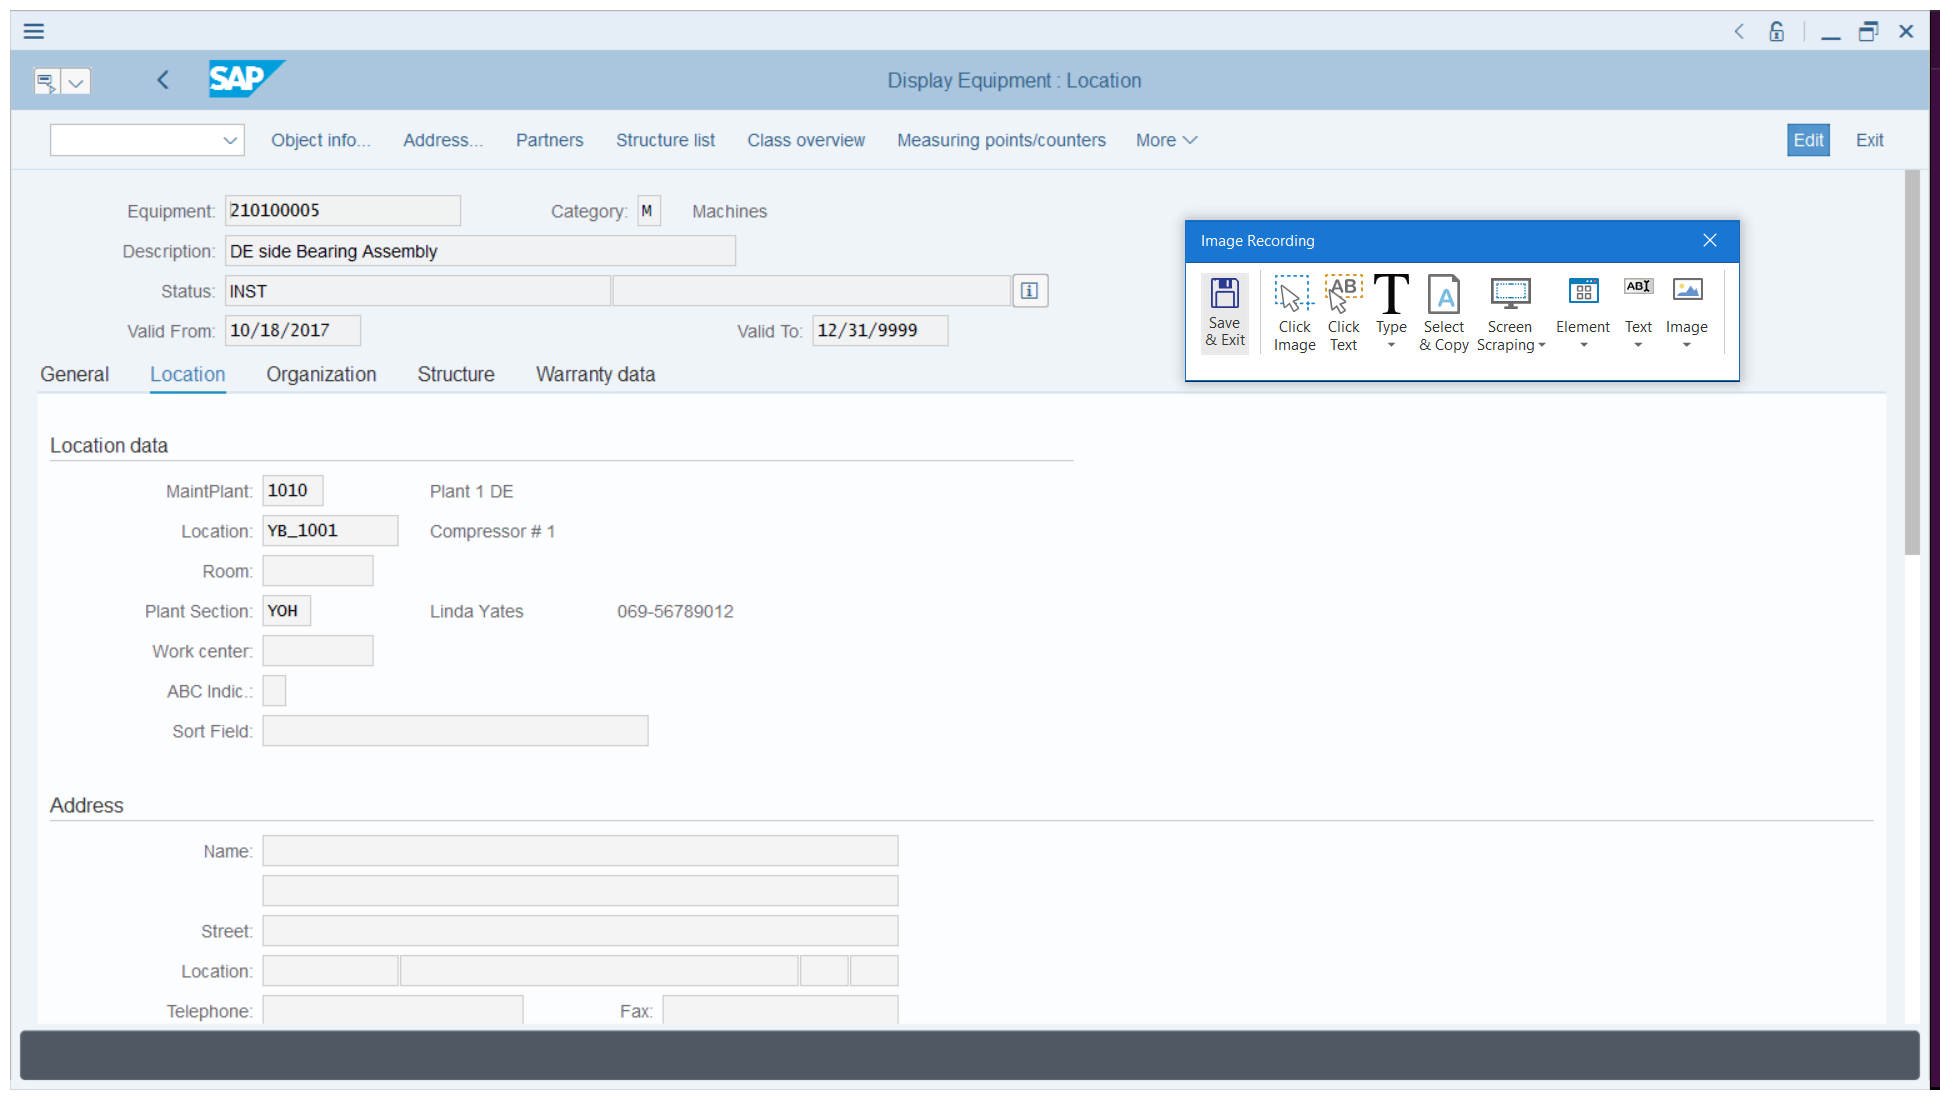 SAP
Display Equipment : Location
Object info... Address... Partners Structure list Class overview Measuring points/counters More Edit Exit
Equipment: 210100005 Category: M Machines
Description: DE side Bearing Assembly
Status: INST
Valid From: 10/18/2017 Valid To: 12/31/9999
Image Recording
Save & Exit
Click Image
AB
Click Text
T
Type
A
Select & Copy
Screen Scraping
Element
ABI
Text
Image
General Location Organization Structure Warranty data
Location data
MaintPlant: 1010 Plant 1 DE
Location: YB_1001 Compressor # 1
Room:
Plant Section: YOH Linda Yates 069-56789012
Work center:
ABC Indic.:
Sort Field:
Address
Name:
Street:
Location:
Telephone: Fax: